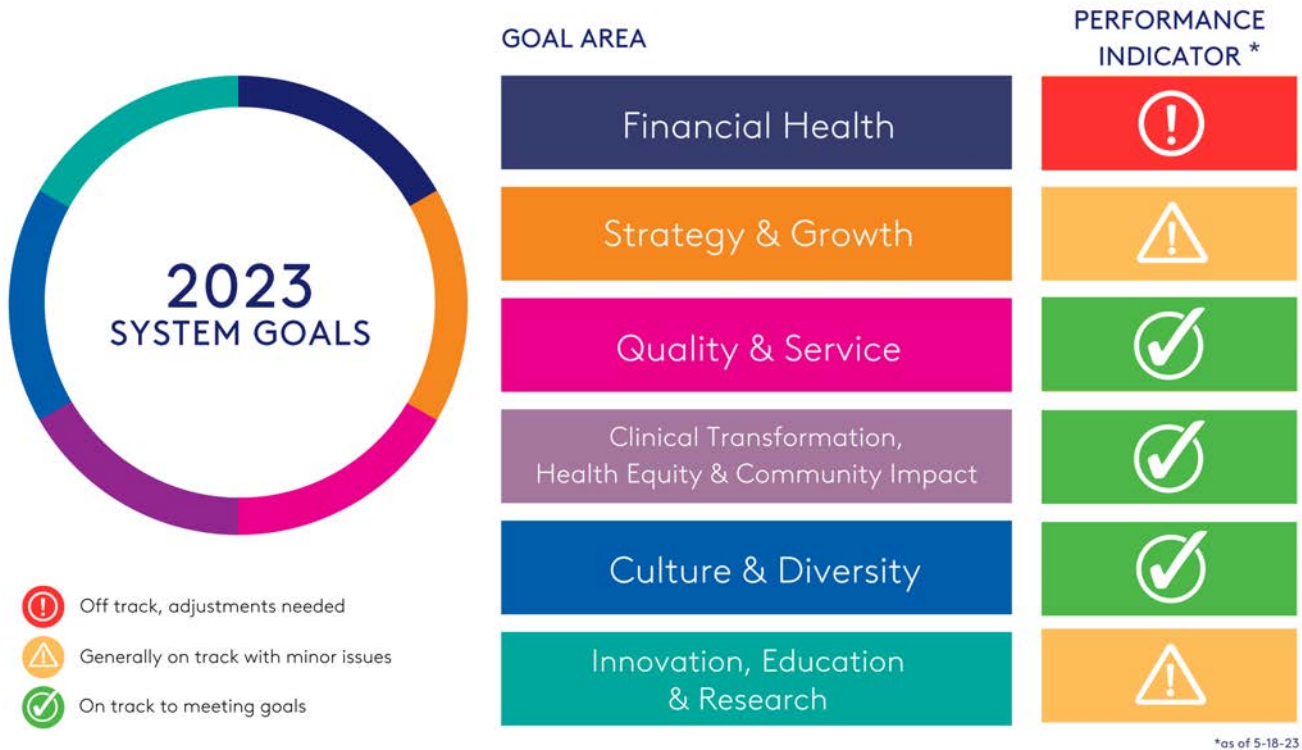 GOAL AREA
PERFORMANCE
INDICATOR *
2023
SYSTEM GOALS
Financial Health
Strategy & Growth
Quality & Service
Clinical Transformation,
Health Equity & Community Impact
Culture & Diversity
Innovation, Education
& Research
Off track, adjustments needed
Generally on track with minor issues
On track to meeting goals
*as of 5-18-23